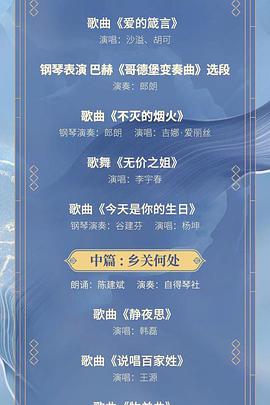 歌曲《爱的箴言》
演唱：沙溢、胡可
钢琴表演 巴赫《哥德堡变奏曲》选段
演奏：郎朗
歌曲《不灭的烟火》
钢琴演奏：郎朗 演唱：吉娜·爱丽丝
歌舞《无价之姐》
演唱：李宇春
歌曲《今天是你的生日》
钢琴演奏：谷建芬 演唱：杨坤
中篇：乡关何处
朗诵：陈建斌 演奏：自得琴社
歌曲《静夜思》
演唱：韩磊
歌曲《说唱百家姓》
演唱：王源